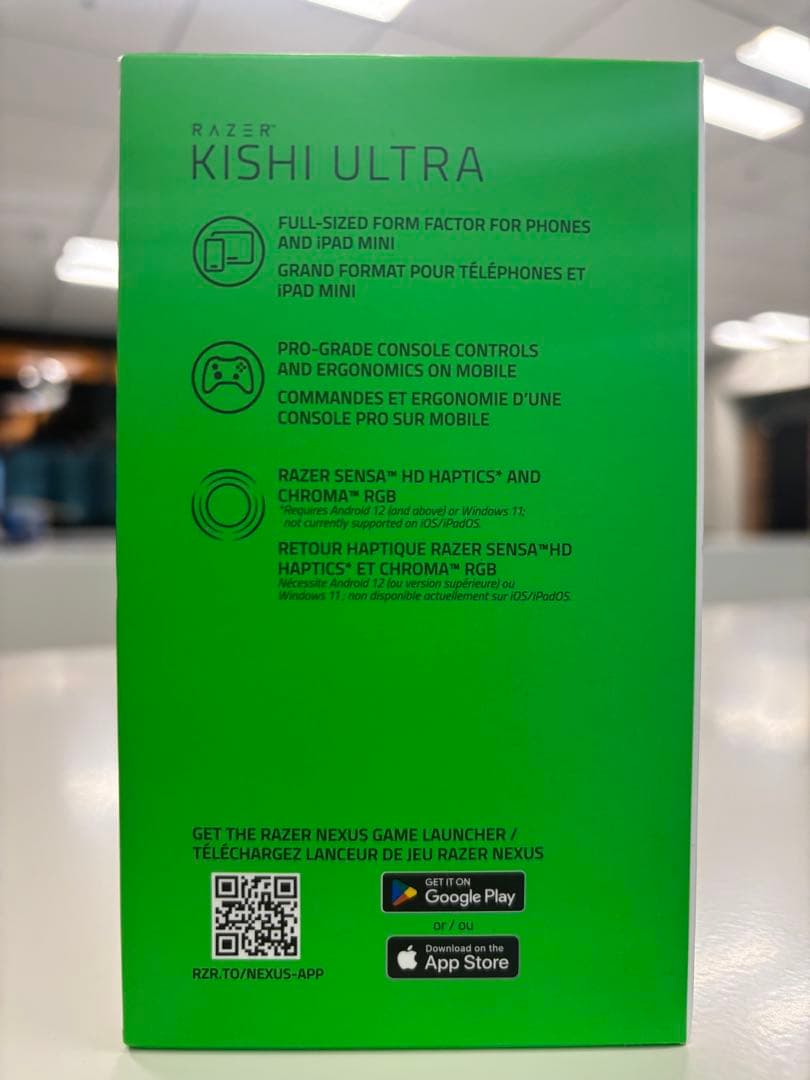 RAZER™
KISHI ULTRA
FULL-SIZED FORM FACTOR FOR PHONES
AND iPAD MINI
GRAND FORMAT POUR TÉLÉPHONES ET
iPAD MINI
PRO-GRADE CONSOLE CONTROLS
AND ERGONOMICS ON MOBILE
COMMANDES ET ERGONOMIE D'UNE
CONSOLE PRO SUR MOBILE
RAZER SENSA™ HD HAPTICS* AND
CHROMA™ RGB
*Requires Android 12 (and above) or Windows 11;
not currently supported on iOS/iPadOS.
RETOUR HAPTIQUE RAZER SENSA™HD
HAPTICS* ET CHROMA™ RGB
Nécessite Android 12 (ou version supérieure) ou
Windows 11 ; non disponible actuellement sur iOS/iPadOS.
GET THE RAZER NEXUS GAME LAUNCHER /
TÉLÉCHARGEZ LANCEUR DE JEU RAZER NEXUS
GET IT ON
Google Play
or / ou
Download on the
App Store
RZR.TO/NEXUS-APP